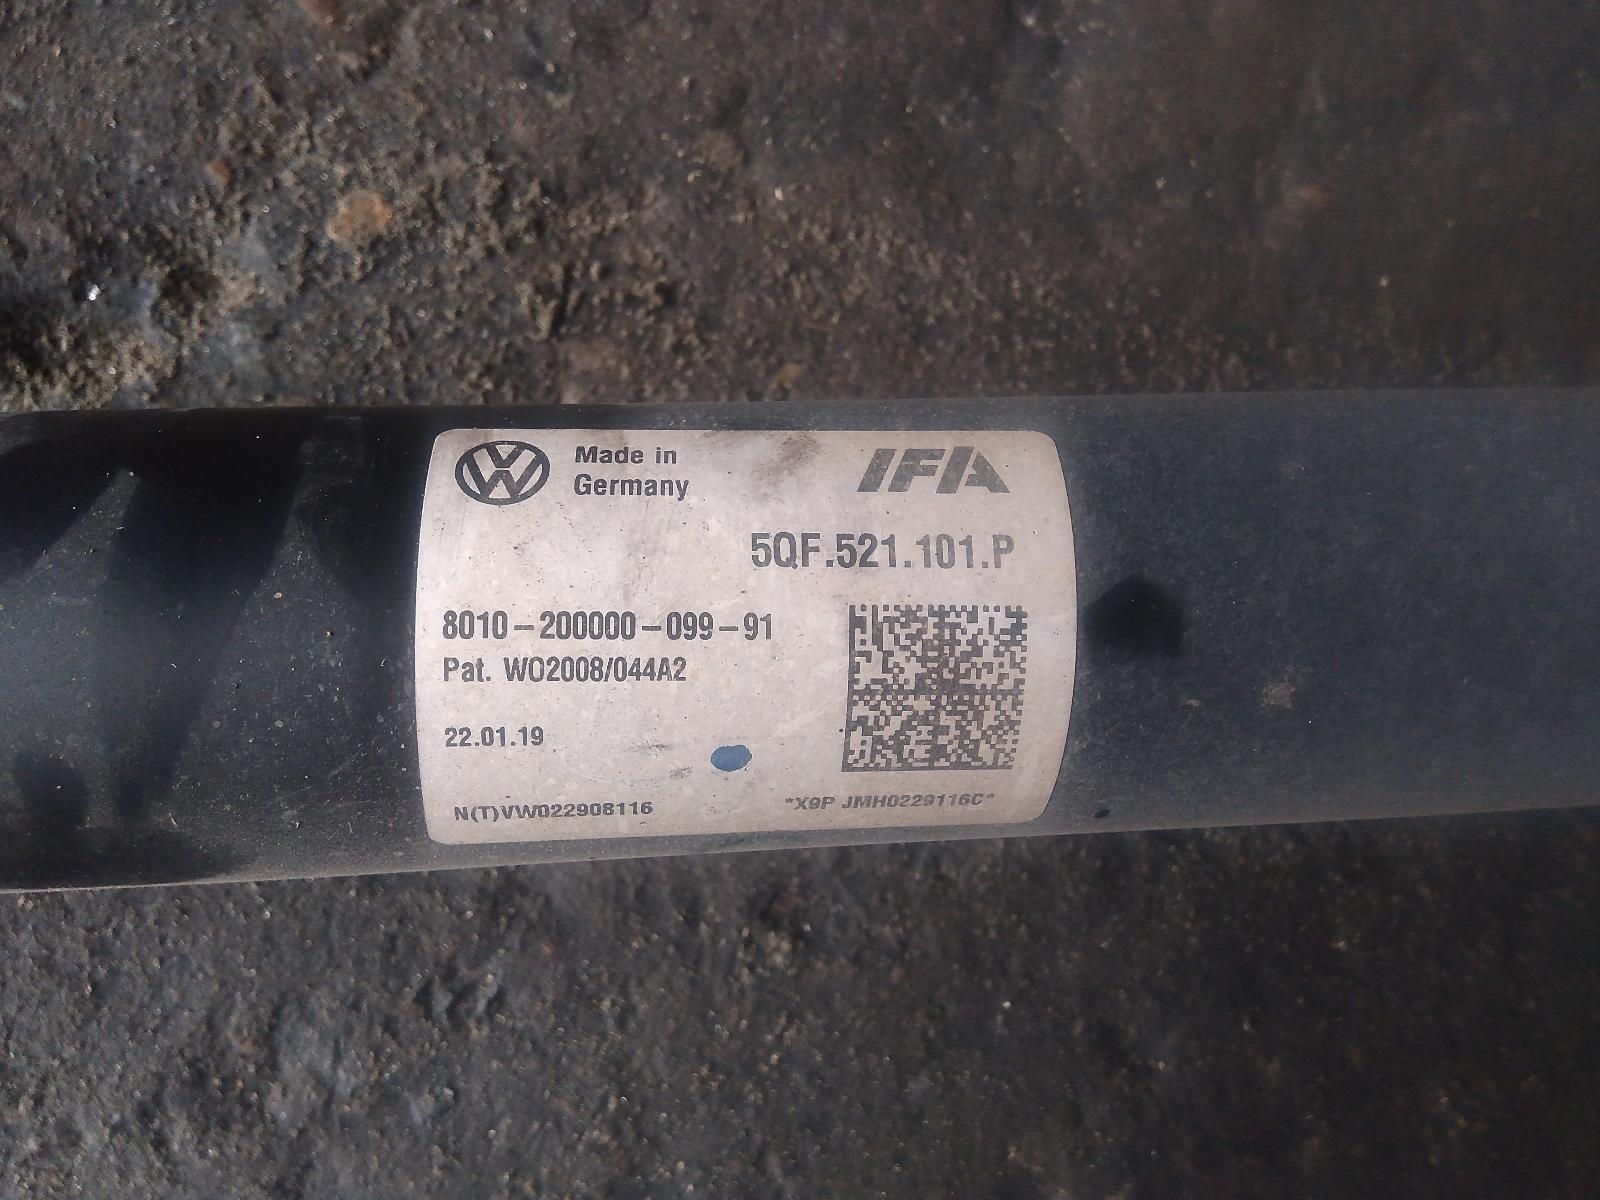 Made in
Germany
IFA
5QF.521.101.P
8010-200000-099-91
Pat. WO2008/044A2
22.01.19
N(T)VW022908116
*X9P JMH0229116C*